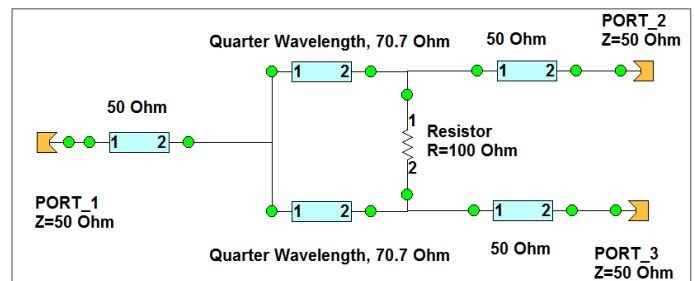 PORT_2
Z=50 Ohm
Quarter Wavelength, 70.7 Ohm
50 Ohm
1 2
1 2
50 Ohm
1 2
1
Resistor
R=100 Ohm
2
PORT_1
Z=50 Ohm
1 2
1 2
Quarter Wavelength, 70.7 Ohm
50 Ohm
PORT_3
Z=50 Ohm